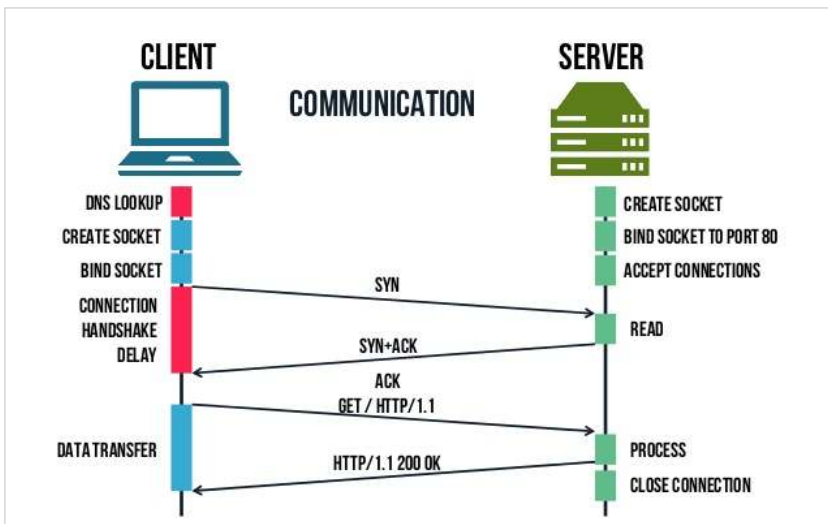 CLIENT
SERVER
COMMUNICATION
DNS LOOKUP
CREATE SOCKET
CREATE SOCKET
BIND SOCKET TO PORT 80
BIND SOCKET
ACCEPT CONNECTIONS
SYN
CONNECTION
HANDSHAKE
DELAY
READ
SYN+ACK
ACK
GET / HTTP/1.1
DATA TRANSFER
PROCESS
HTTP/1.1 200 OK
CLOSE CONNECTION